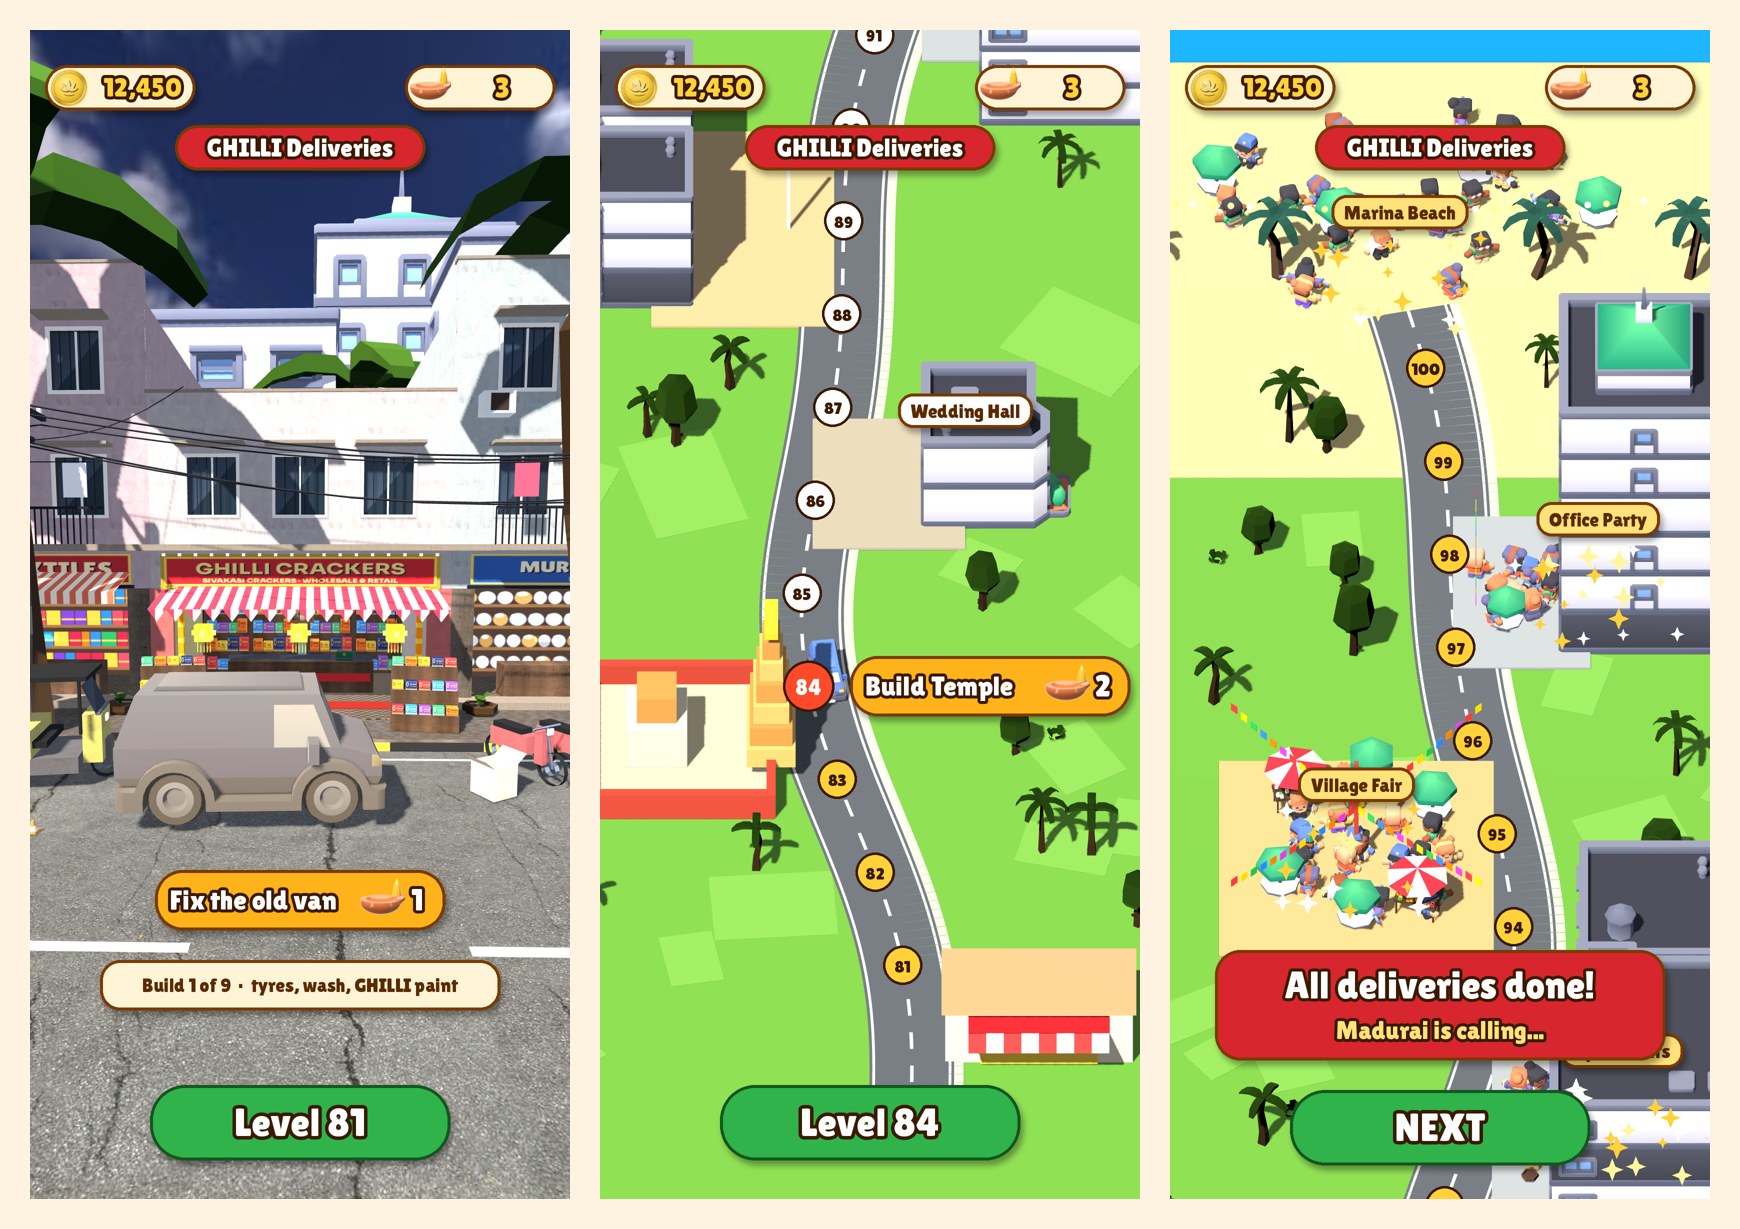 12,450
3
GHILLI Deliveries
GHILLI CRACKERS
SIVAKASI CRACKERS - WHOLESALE & RETAIL
Fix the old van 1
Build 1 of 9 · tyres, wash, GHILLI paint
Level 81
91
12,450
3
GHILLI Deliveries
89
88
87
Wedding Hall
86
85
84
Build Temple 2
83
82
81
Level 84
12,450
3
GHILLI Deliveries
Marina Beach
100
99
Office Party
98
97
96
Village Fair
95
94
All deliveries done!
Madurai is calling...
NEXT